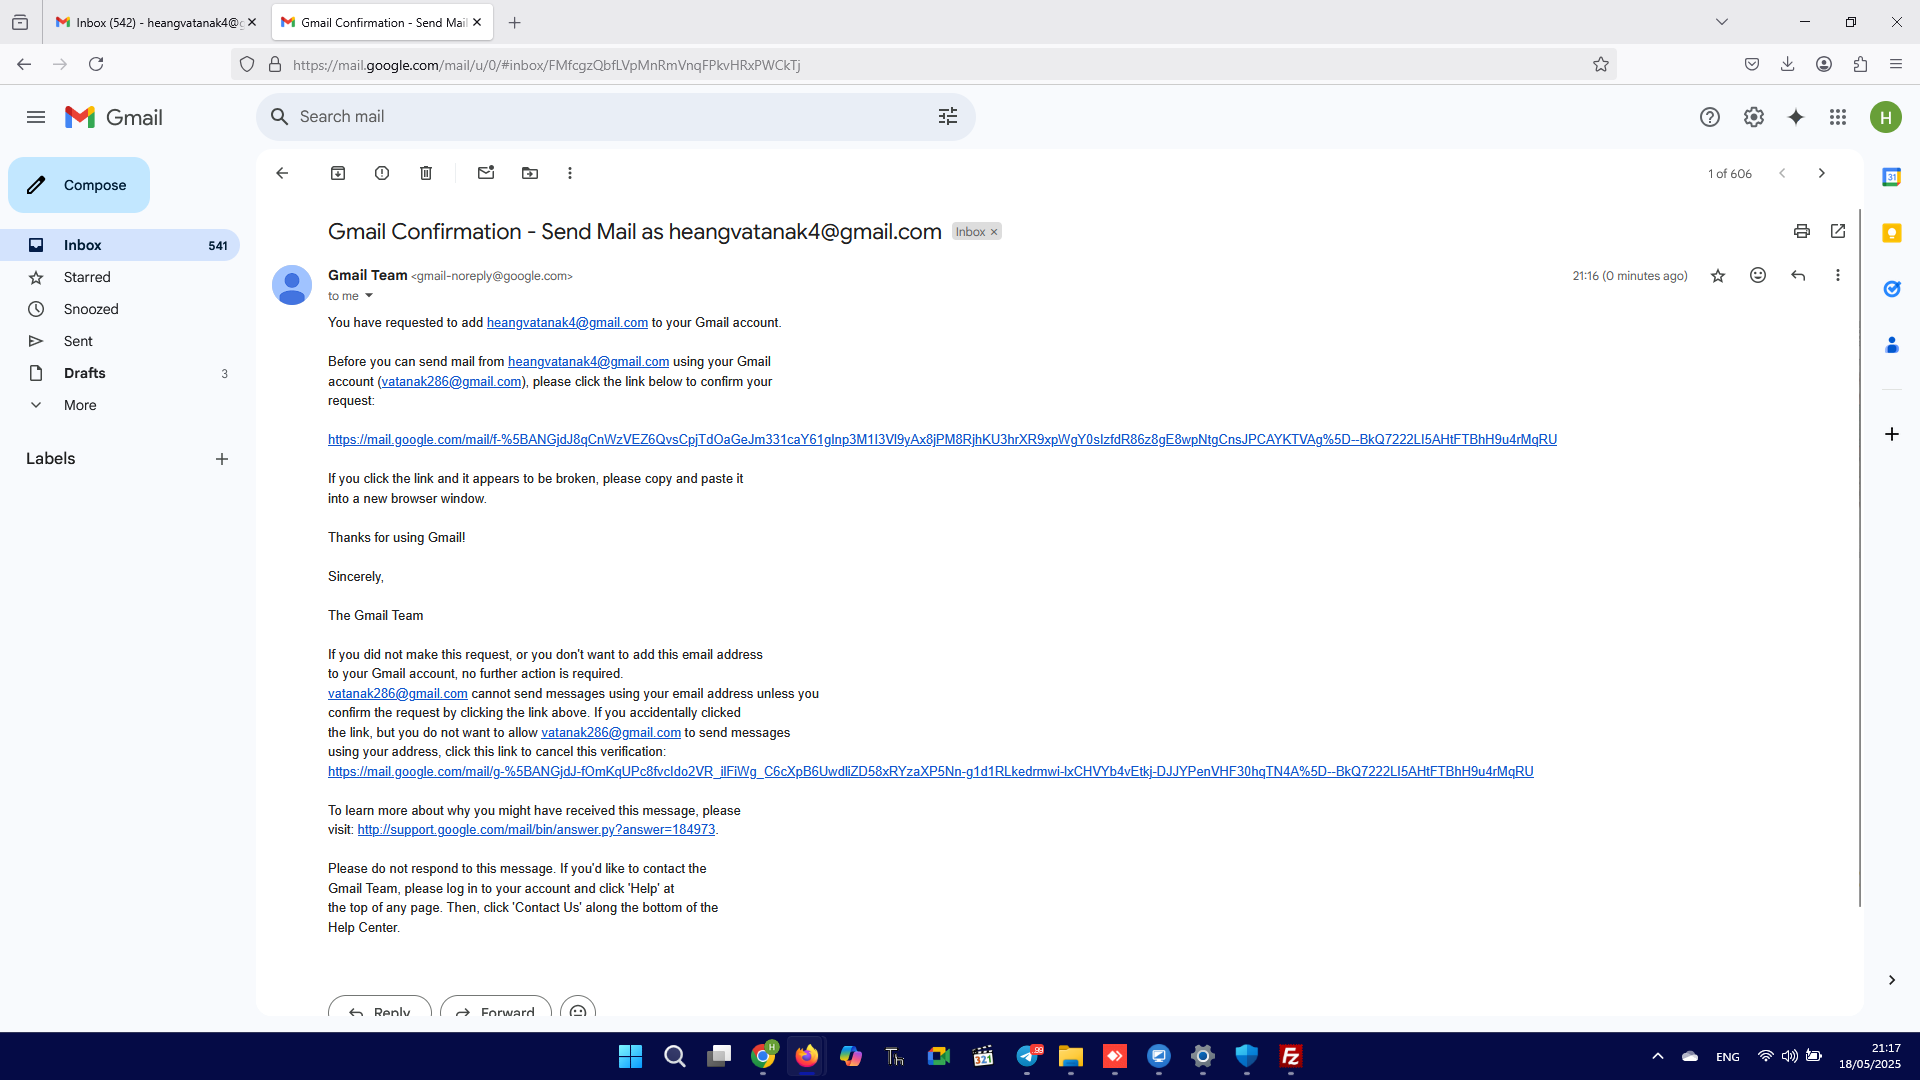 Inbox (542) - heangvatanak4@g
Gmail Confirmation - Send Mail
https://mail.google.com/mail/u/0/#inbox/FMfcgzQbfLVpMnRmVnqFPkvHRxPWCkTj
Gmail
Search mail
H
Compose
1 of 606
Gmail Confirmation - Send Mail as heangvatanak4@gmail.com Inbox ×
Inbox 541
Starred
Snoozed
Sent
Drafts 3
More
Labels
Gmail Team <gmail-noreply@google.com>
21:16 (0 minutes ago)
to me
You have requested to add heangvatanak4@gmail.com to your Gmail account.
Before you can send mail from heangvatanak4@gmail.com using your Gmail
account (vatanak286@gmail.com), please click the link below to confirm your
request:
https://mail.google.com/mail/f-%5BANGjdJ8qCnWzVEZ6QvsCpjTdOaGeJm331caY61gInp3M1I3Vl9yAx8jPM8RjhKU3hrXR9xpWgY0sIzfdR86z8gE8wpNtgCnsJPCAYKTVAg%5D--BkQ7222LI5AHtFTBhH9u4rMqRU
If you click the link and it appears to be broken, please copy and paste it
into a new browser window.
Thanks for using Gmail!
Sincerely,
The Gmail Team
If you did not make this request, or you don't want to add this email address
to your Gmail account, no further action is required.
vatanak286@gmail.com cannot send messages using your email address unless you
confirm the request by clicking the link above. If you accidentally clicked
the link, but you do not want to allow vatanak286@gmail.com to send messages
using your address, click this link to cancel this verification:
https://mail.google.com/mail/g-%5BANGjdJ-fOmKqUPc8fvcIdo2VR_ilFiWg_C6cXpB6UwdliZD58xRYzaXP5Nn-g1d1RLkedrmwi-lxCHVYb4vEtkj-DJJYPenVHF30hqTN4A%5D--BkQ7222LI5AHtFTBhH9u4rMqRU
To learn more about why you might have received this message, please
visit: http://support.google.com/mail/bin/answer.py?answer=184973.
Please do not respond to this message. If you'd like to contact the
Gmail Team, please log in to your account and click 'Help' at
the top of any page. Then, click 'Contact Us' along the bottom of the
Help Center.
Reply
Forward
31
H
99
ENG
21:17
18/05/2025